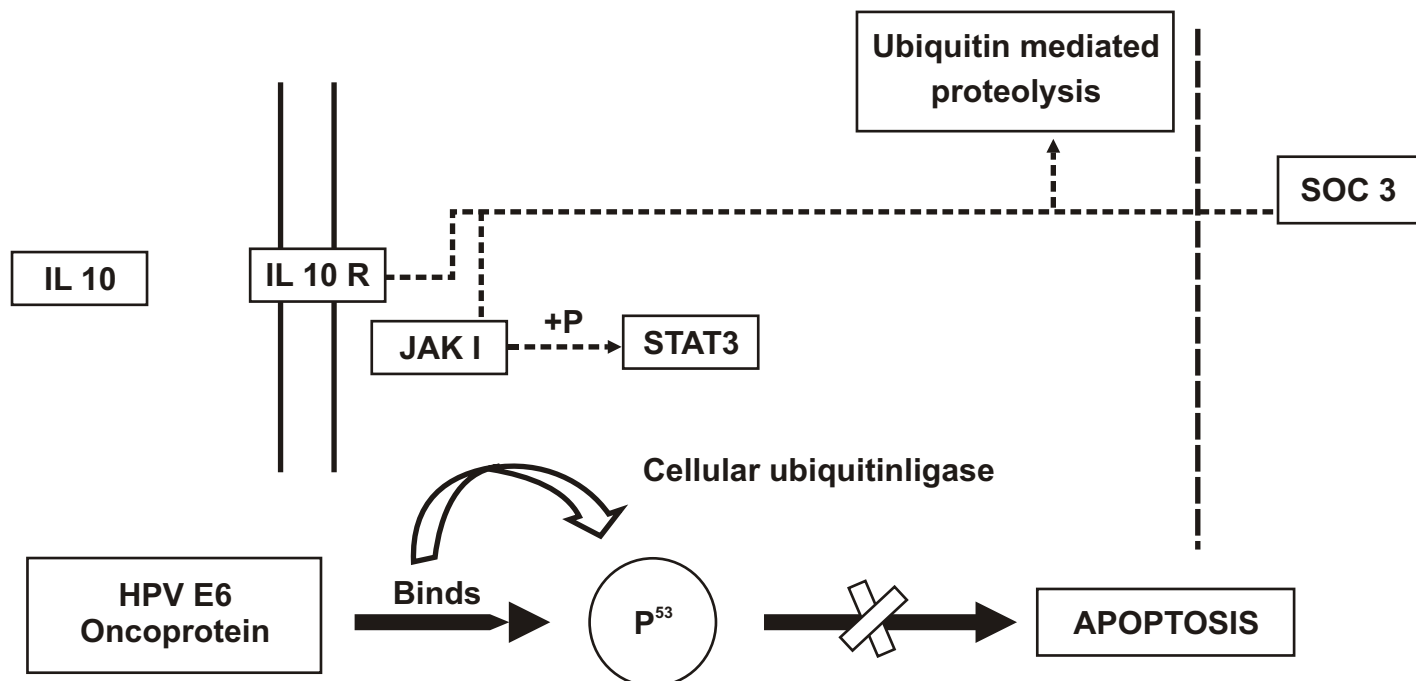 Ubiquitin mediated
proteolysis
SOC 3
IL 10
IL 10 R
+P
JAK I
STAT3
Cellular ubiquitinligase
HPV E6
Oncoprotein
Binds
P⁵³
APOPTOSIS